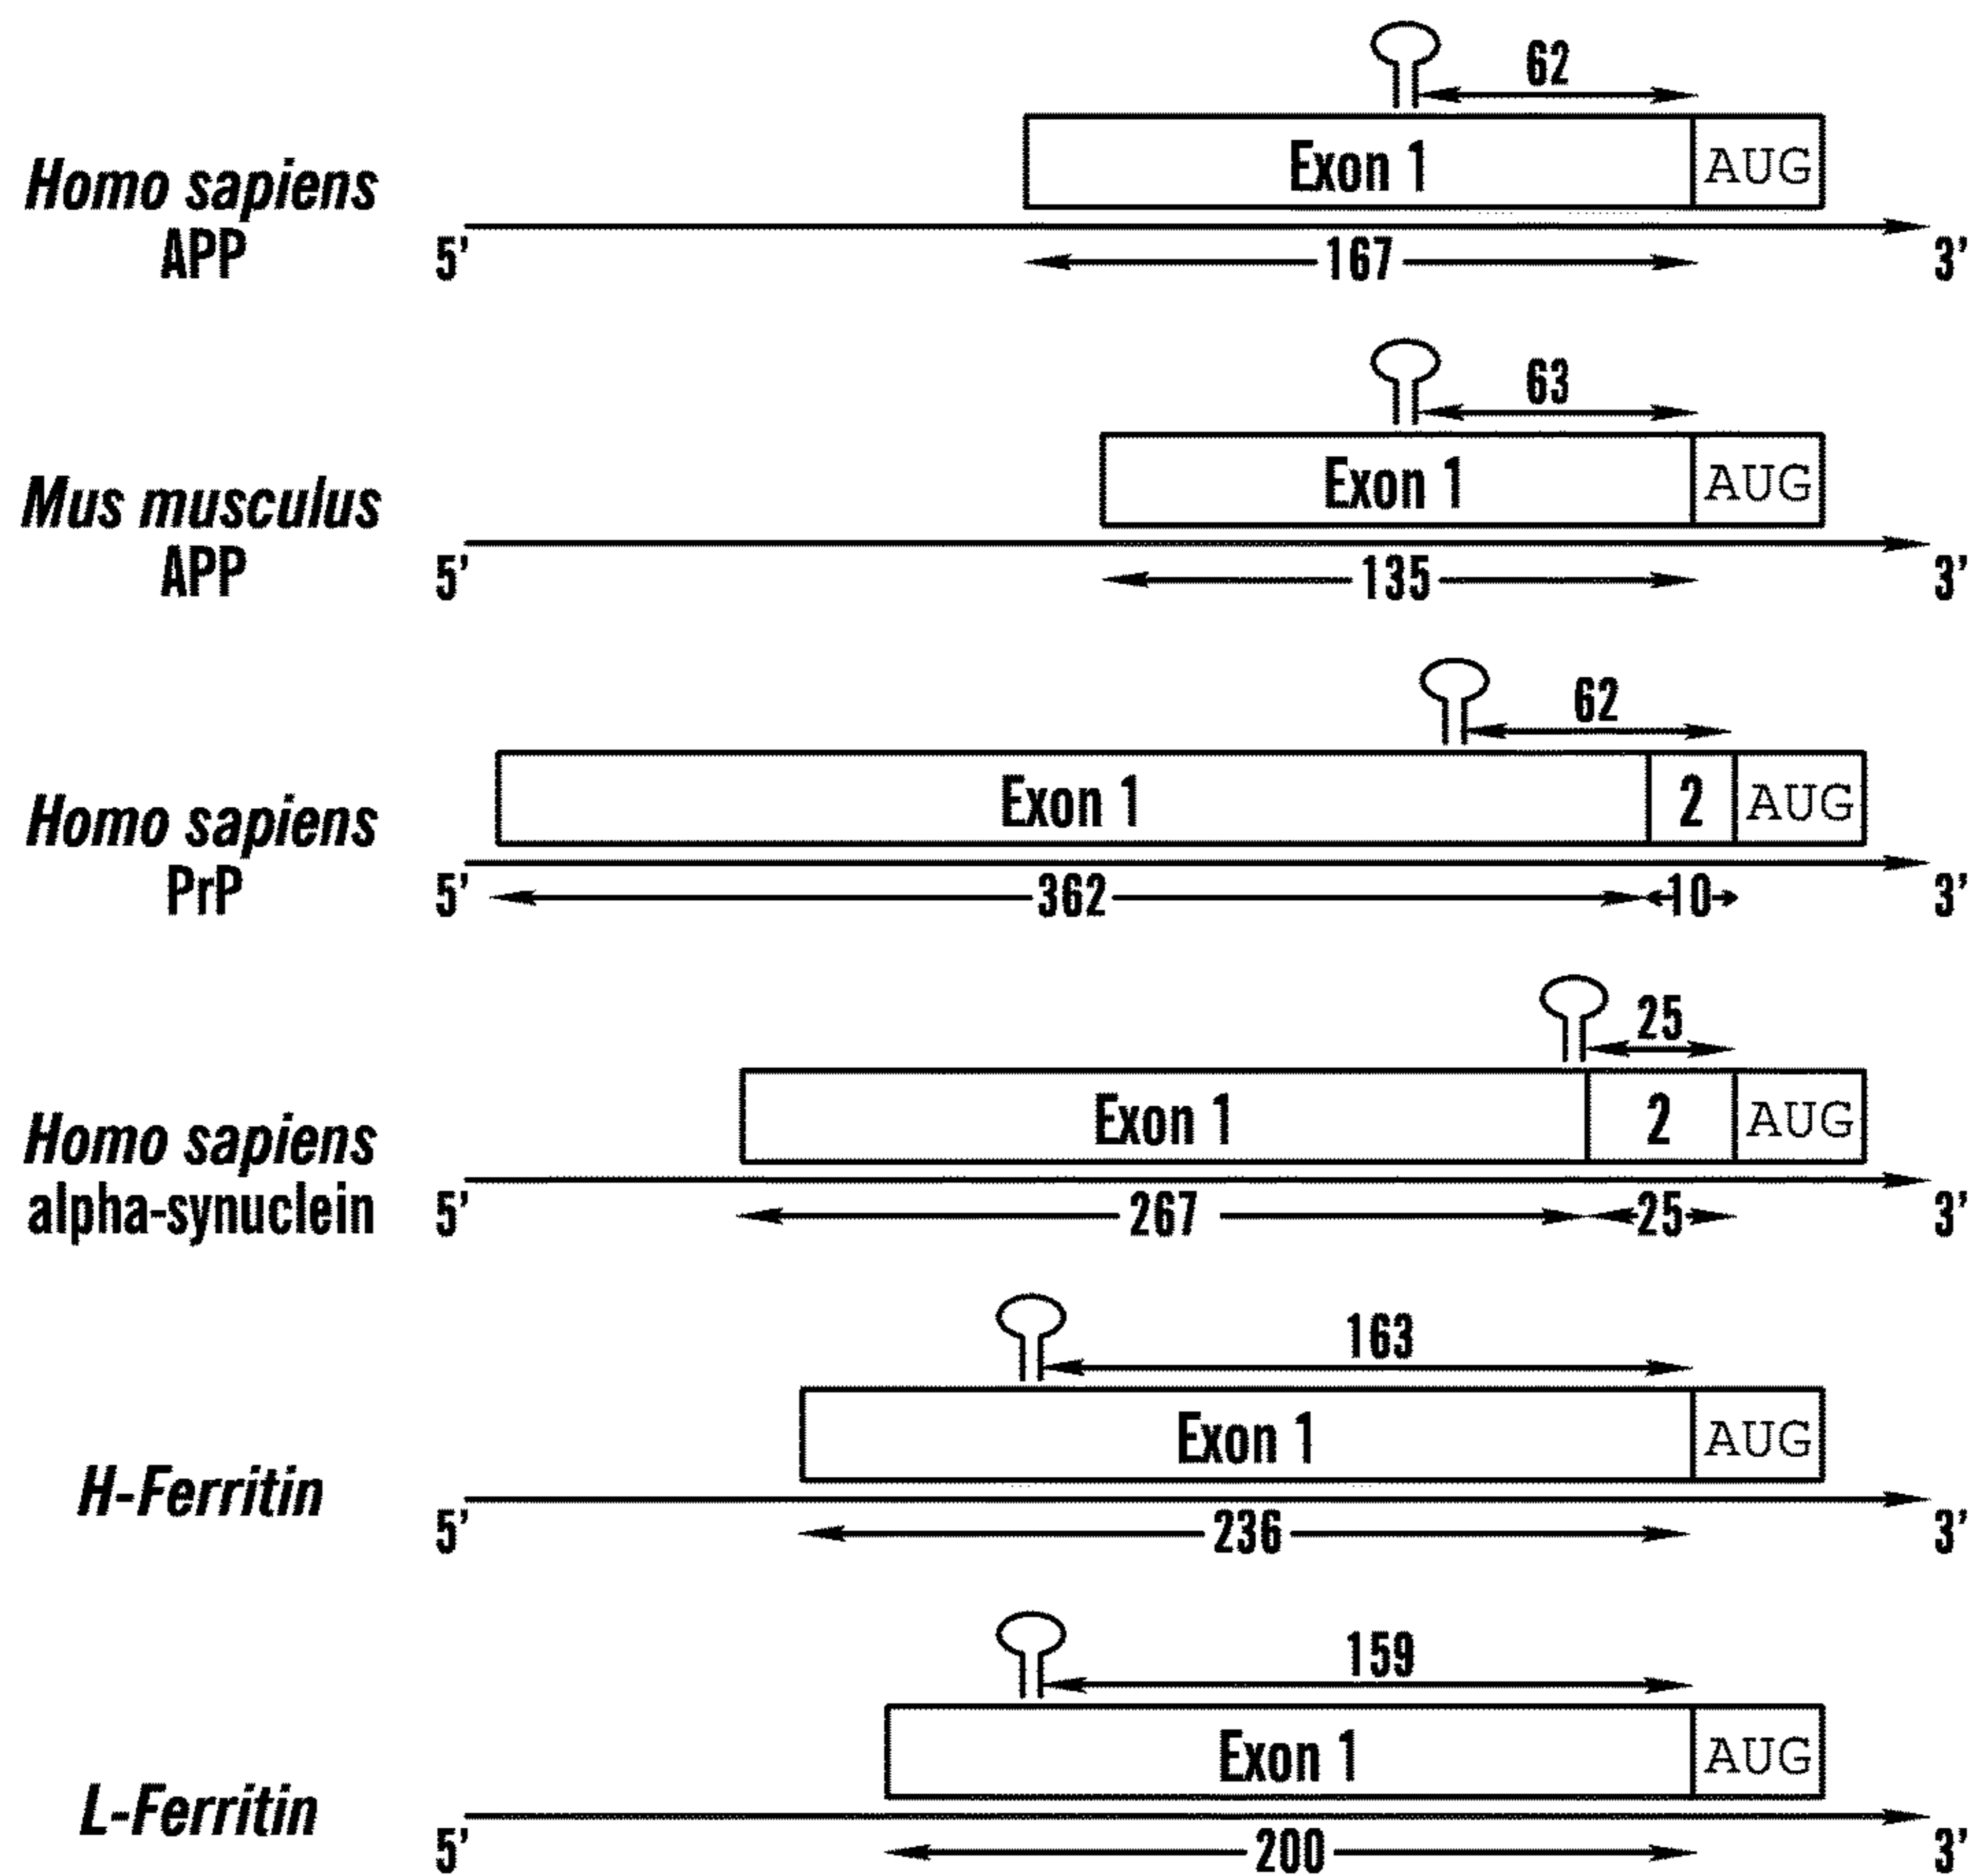 62
Exon 1 AUG
Homo sapiens
APP
5' 3'
167
63
Exon 1 AUG
Mus musculus
APP
5' 3'
135
62
Exon 1 2 AUG
Homo sapiens
PrP
5' 3'
362 10
25
Exon 1 2 AUG
Homo sapiens
alpha-synuclein
5' 3'
267 25
163
Exon 1 AUG
H-Ferritin
5' 3'
236
159
Exon 1 AUG
L-Ferritin
5' 3'
200